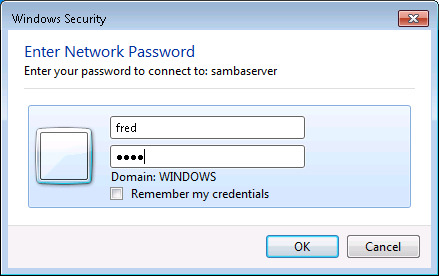 Windows Security
Enter Network Password
Enter your password to connect to: sambaserver
fred
●●●●
Domain: WINDOWS
Remember my credentials
OK
Cancel